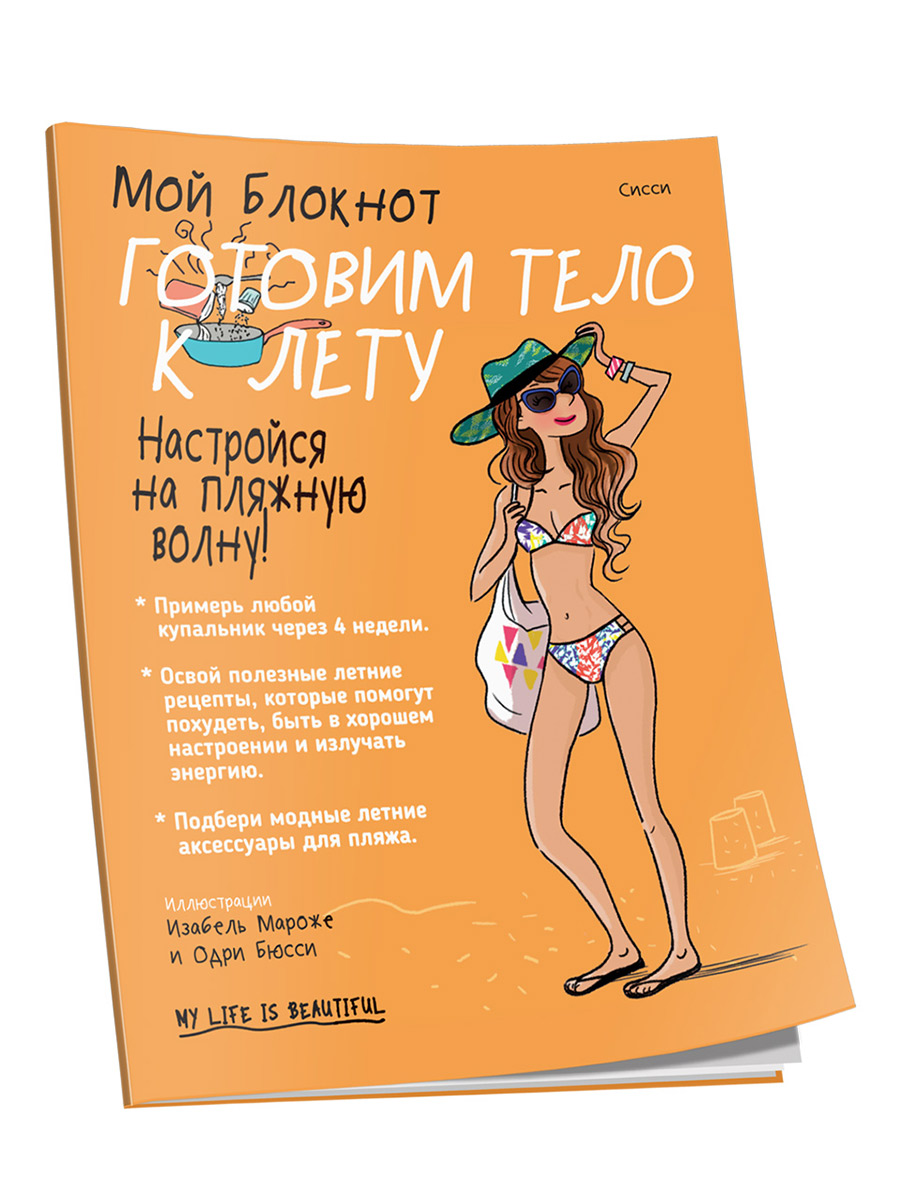 Мой Блокнот
Сисси
ГОТОВИМ ТЕЛО
К ЛЕТУ
Настройся
на пляжную
волну!
* Примерь любой
купальник через 4 недели.
* Освой полезные летние
рецепты, которые помогут
похудеть, быть в хорошем
настроении и излучать
энергию.
* Подбери модные летние
аксессуары для пляжа.
Иллюстрации
Изабель Мароже
и Одри Бюсси
MY LIFE IS BEAUTIFUL